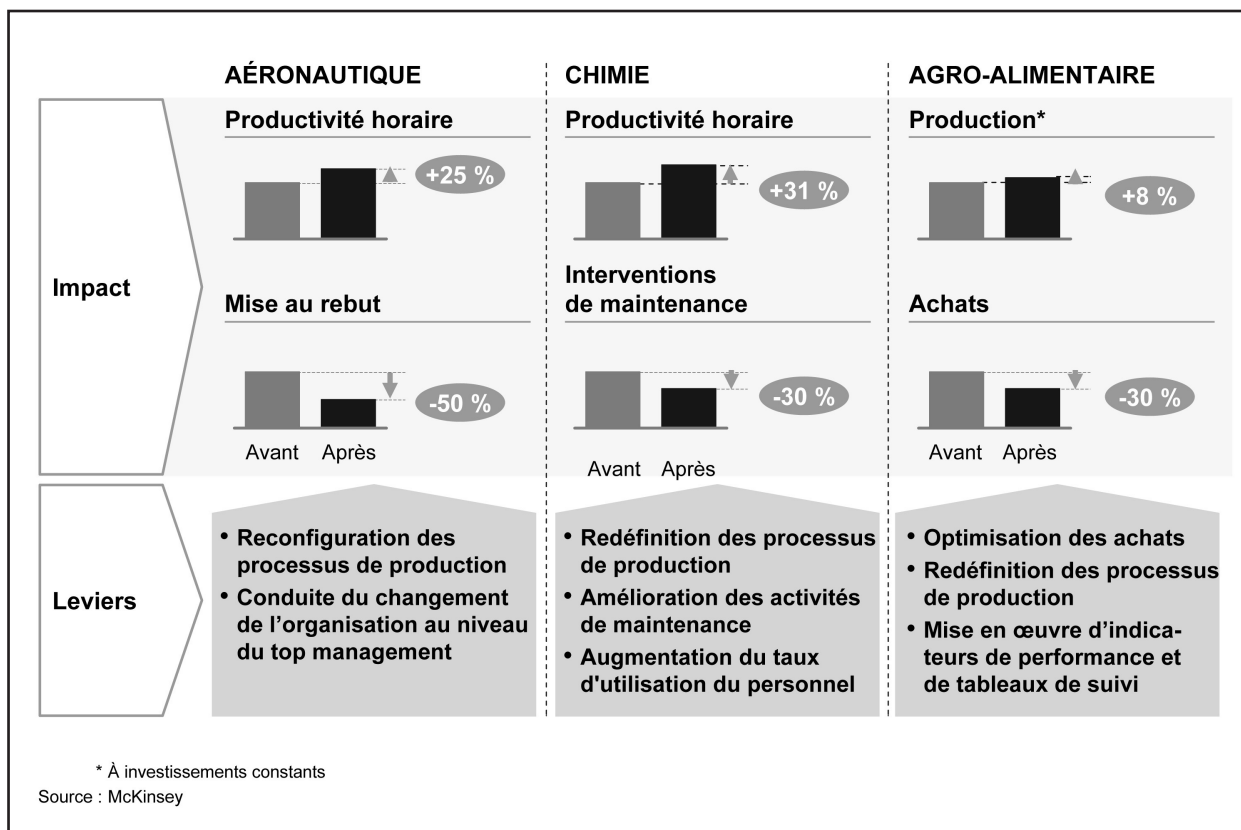 AÉRONAUTIQUE
CHIMIE
AGRO-ALIMENTAIRE
Impact
Productivité horaire
+25 %
Productivité horaire
+31 %
Production*
+8 %
Mise au rebut
-50 %
Avant Après
Interventions
de maintenance
-30 %
Avant Après
Achats
-30 %
Avant Après
Leviers
• Reconfiguration des
processus de production
• Conduite du changement
de l’organisation au niveau
du top management
• Redéfinition des processus
de production
• Amélioration des activités
de maintenance
• Augmentation du taux
d'utilisation du personnel
• Optimisation des achats
• Redéfinition des processus
de production
• Mise en œuvre d’indica-
teurs de performance et
de tableaux de suivi
* À investissements constants
Source : McKinsey